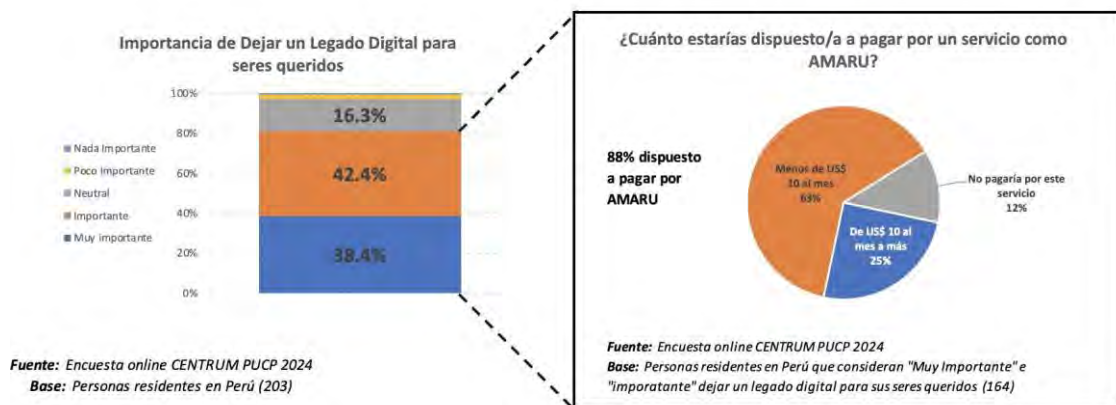 Importancia de Dejar un Legado Digital para
seres queridos
100%
80%
60%
40%
20%
0%
16.3%
42.4%
38.4%
Nada Importante
Poco Importante
Neutral
Importante
Muy importante
Fuente: Encuesta online CENTRUM PUCP 2024
Base: Personas residentes en Perú (203)
¿Cuánto estarías dispuesto/a a pagar por un servicio como
AMARU?
88% dispuesto
a pagar por
AMARU
Menos de US$
10 al mes
63%
No pagaría por este
servicio
12%
De US$ 10 al
mes a más
25%
Fuente: Encuesta online CENTRUM PUCP 2024
Base: Personas residentes en Perú que consideran "Muy Importante" e
"imporatante" dejar un legado digital para sus seres queridos (164)